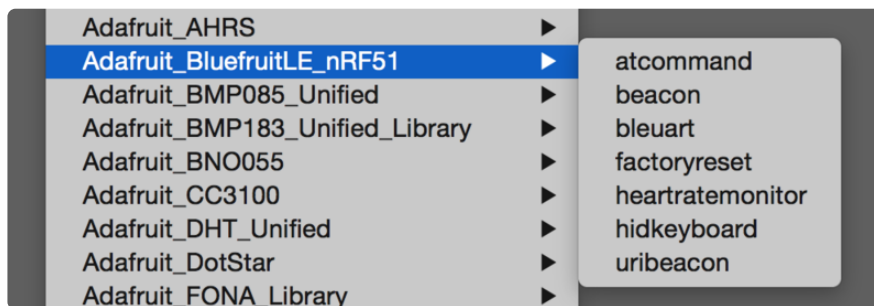 Adafruit_AHRS
Adafruit_BluefruitLE_nRF51
Adafruit_BMP085_Unified
Adafruit_BMP183_Unified_Library
Adafruit_BNO055
Adafruit_CC3100
Adafruit_DHT_Unified
Adafruit_DotStar
Adafruit_FONA_Library
atcommand
beacon
bleuart
factoryreset
heartratemonitor
hidkeyboard
uribeacon